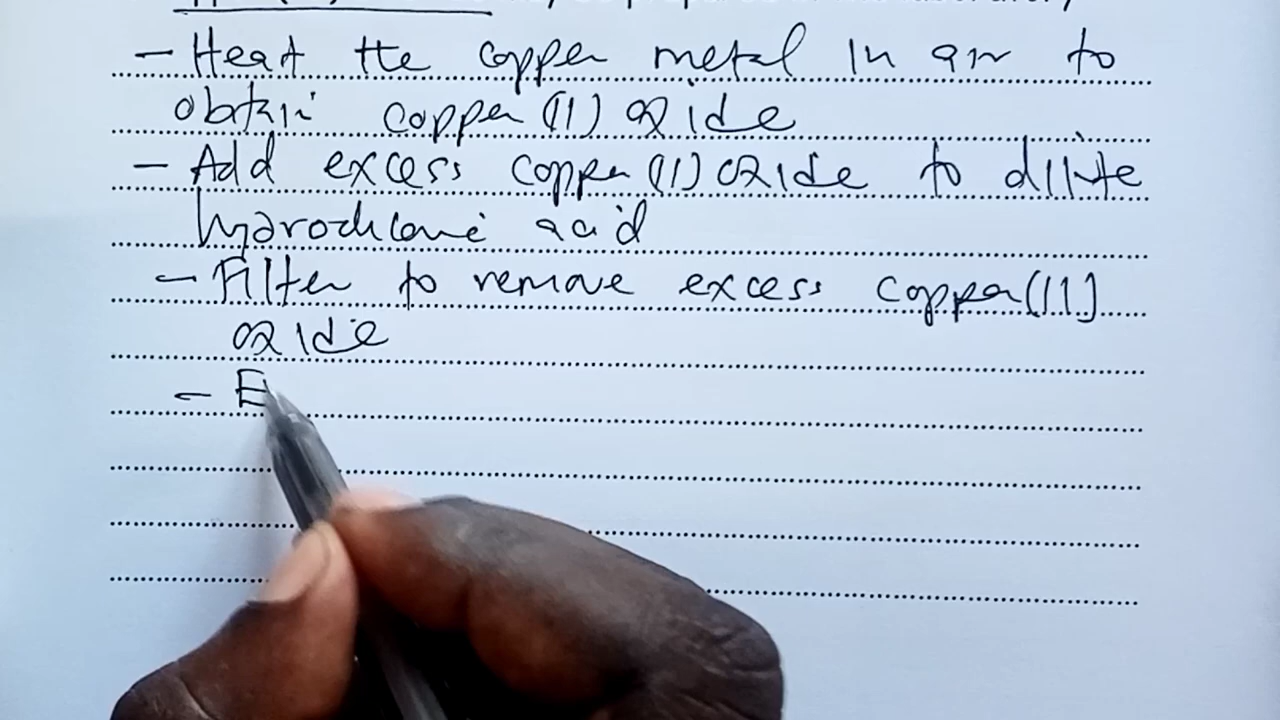 - Heat the copper metal in air to
obtain copper (II) oxide
- Add excess copper (II) oxide to dilute
hydrochloric acid
- Filter to remove excess copper (II)
oxide
- E